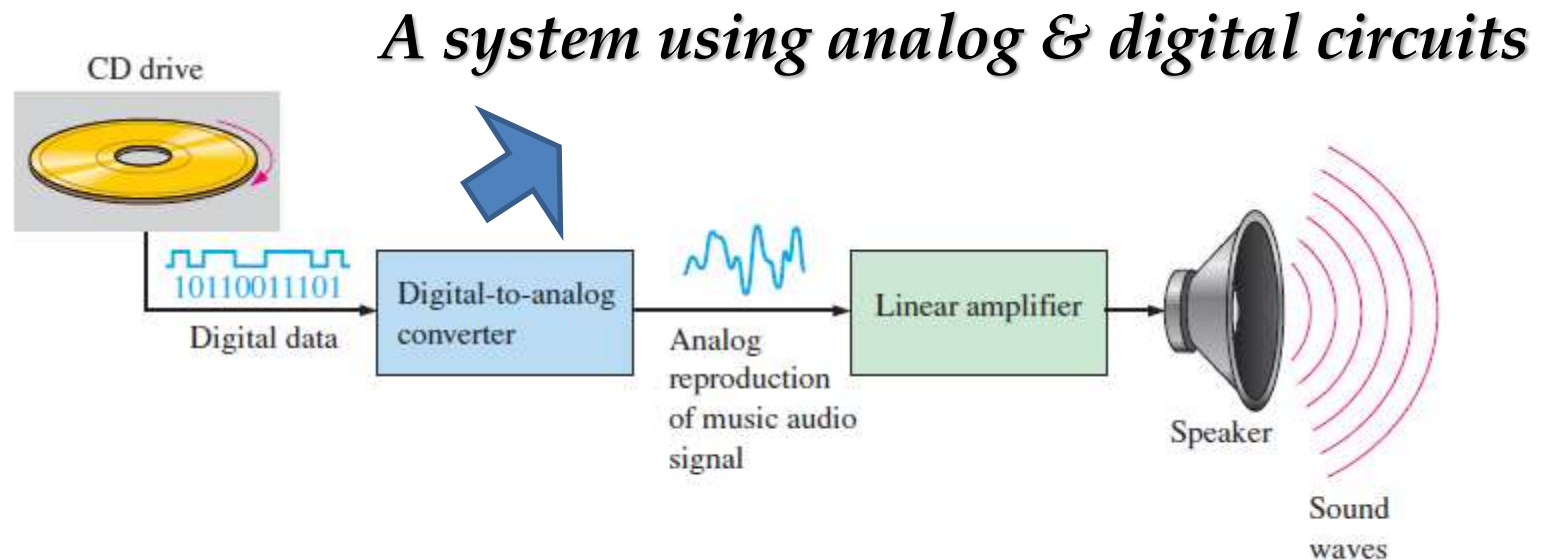 A system using analog & digital circuits
CD drive
10110011101
Digital data
Digital-to-analog
converter
Analog
reproduction
of music audio
signal
Linear amplifier
Speaker
Sound
waves